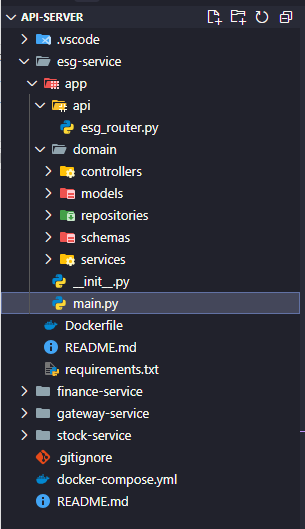 API-SERVER
.vscode
esg-service
app
api
esg_router.py
domain
controllers
models
repositories
schemas
services
__init__.py
main.py
Dockerfile
README.md
requirements.txt
finance-service
gateway-service
stock-service
.gitignore
docker-compose.yml
README.md